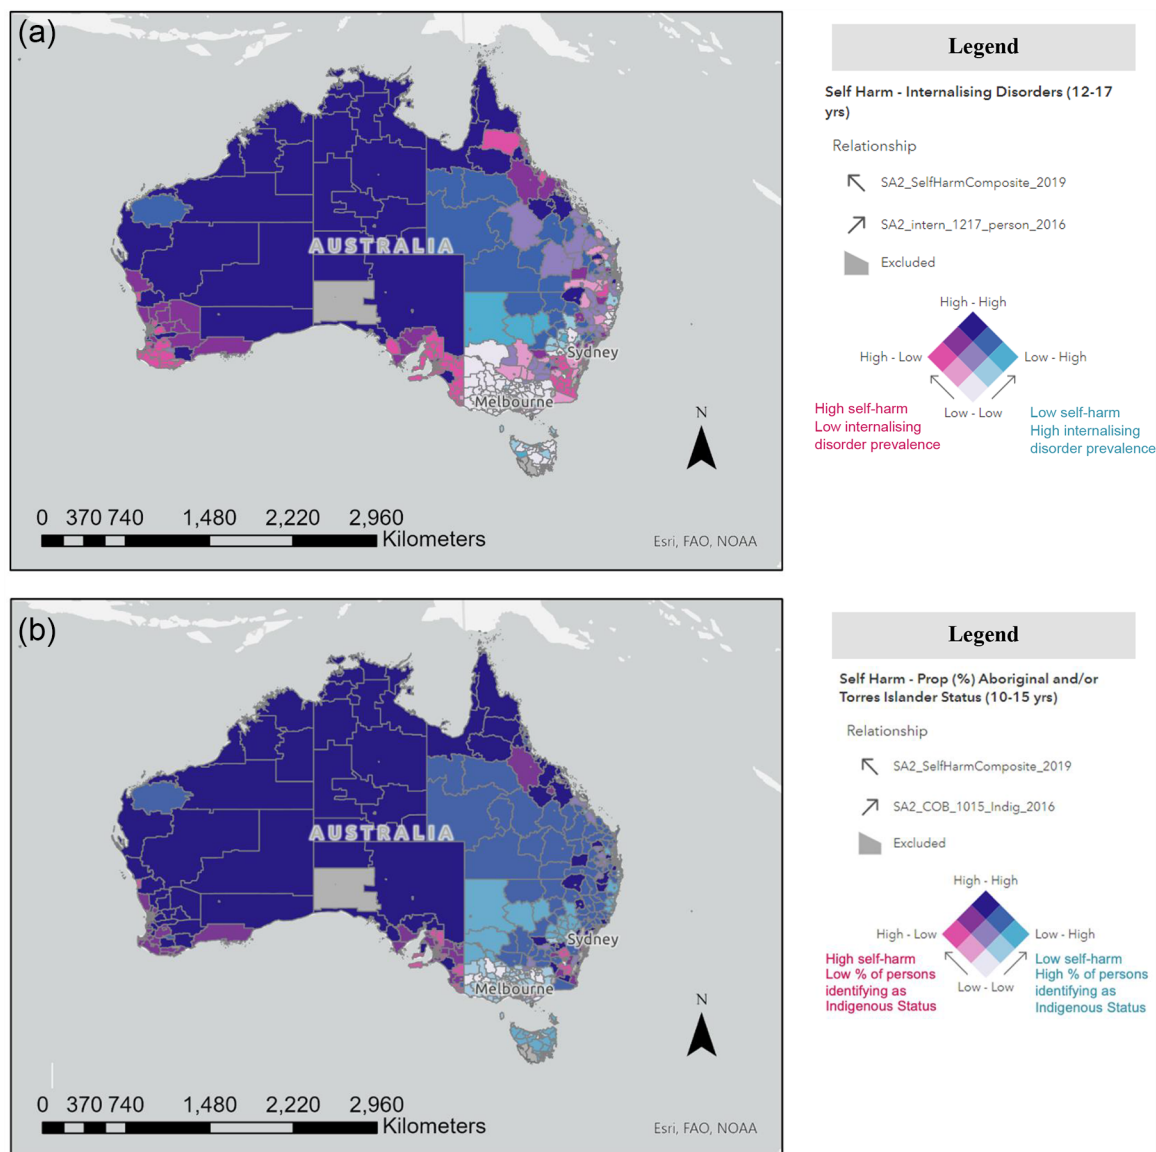 (a)
AUSTRALIA
Sydney
Melbourne
N
0 370 740 1,480 2,220 2,960
Kilometers
Esri, FAO, NOAA
Legend
Self Harm - Internalising Disorders (12-17
yrs)
Relationship
SA2_SelfHarmComposite_2019
SA2_intern_1217_person_2016
Excluded
High - High
High - Low
Low - High
Low - Low
High self-harm
Low internalising
disorder prevalence
Low self-harm
High internalising
disorder prevalence
(b)
AUSTRALIA
Sydney
Melbourne
N
0 370 740 1,480 2,220 2,960
Kilometers
Esri, FAO, NOAA
Legend
Self Harm - Prop (%) Aboriginal and/or
Torres Islander Status (10-15 yrs)
Relationship
SA2_SelfHarmComposite_2019
SA2_COB_1015_Indig_2016
Excluded
High - High
High - Low
Low - High
Low - Low
High self-harm
Low % of persons
identifying as
Indigenous Status
Low self-harm
High % of persons
identifying as
Indigenous Status